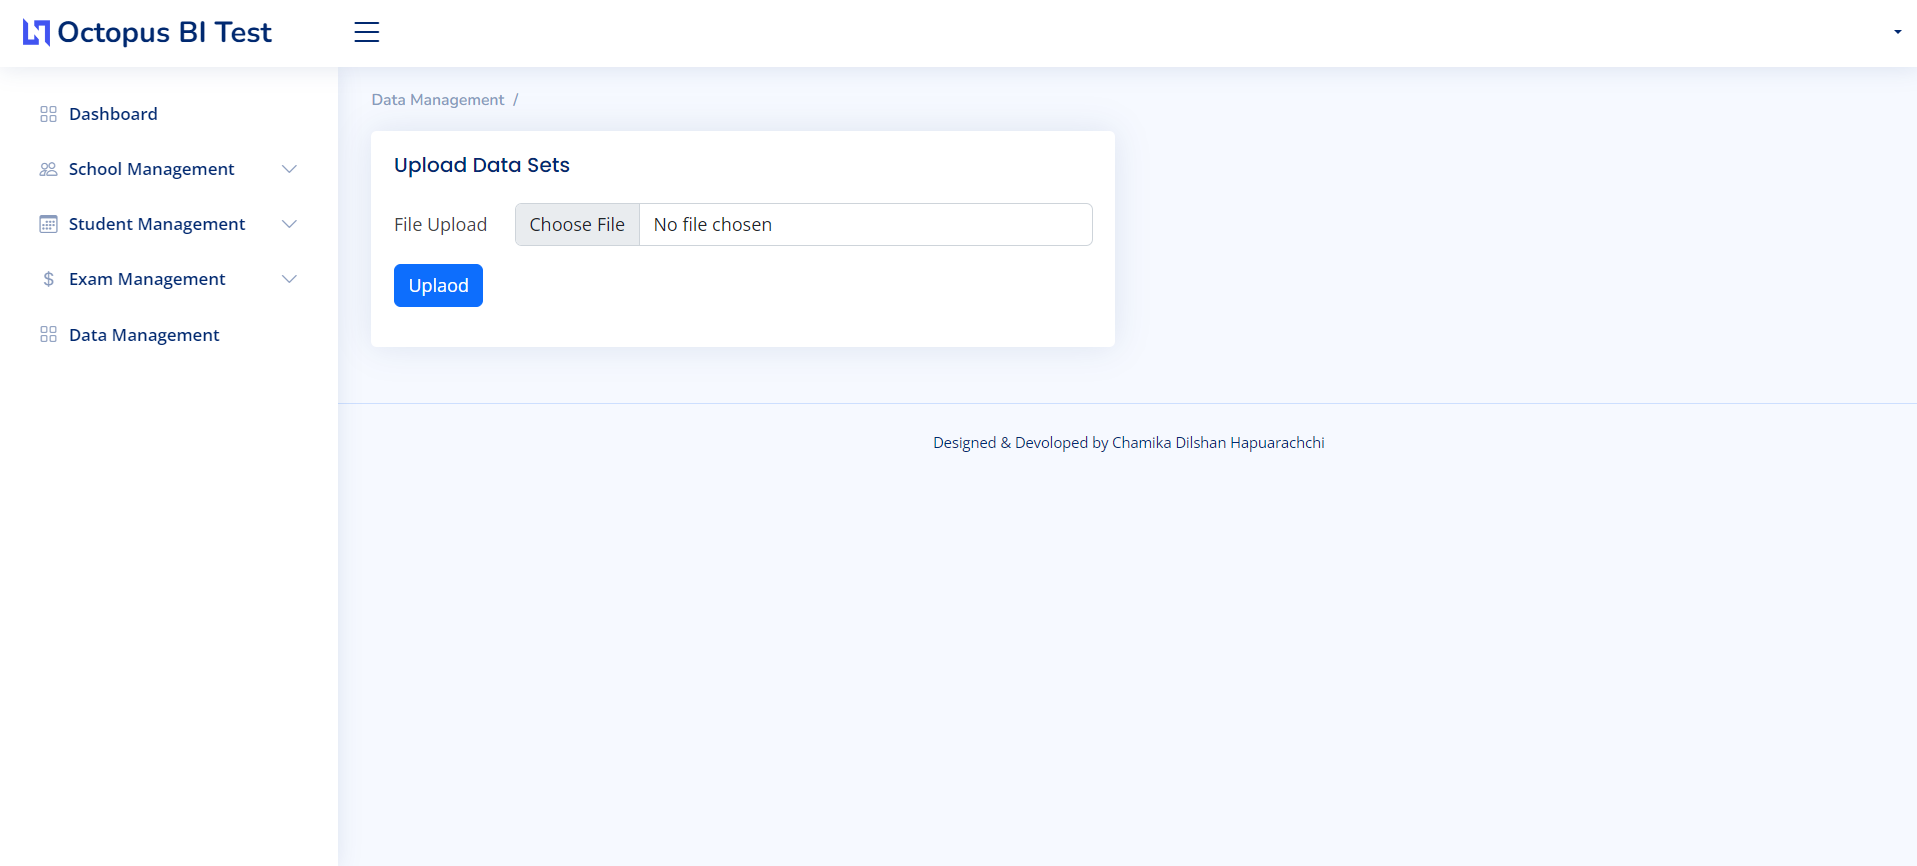 Octopus BI Test
Dashboard
School Management
Student Management
$ Exam Management
Data Management
Data Management /
Upload Data Sets
File Upload Choose File No file chosen
Uplaod
Designed & Devoloped by Chamika Dilshan Hapuarachchi